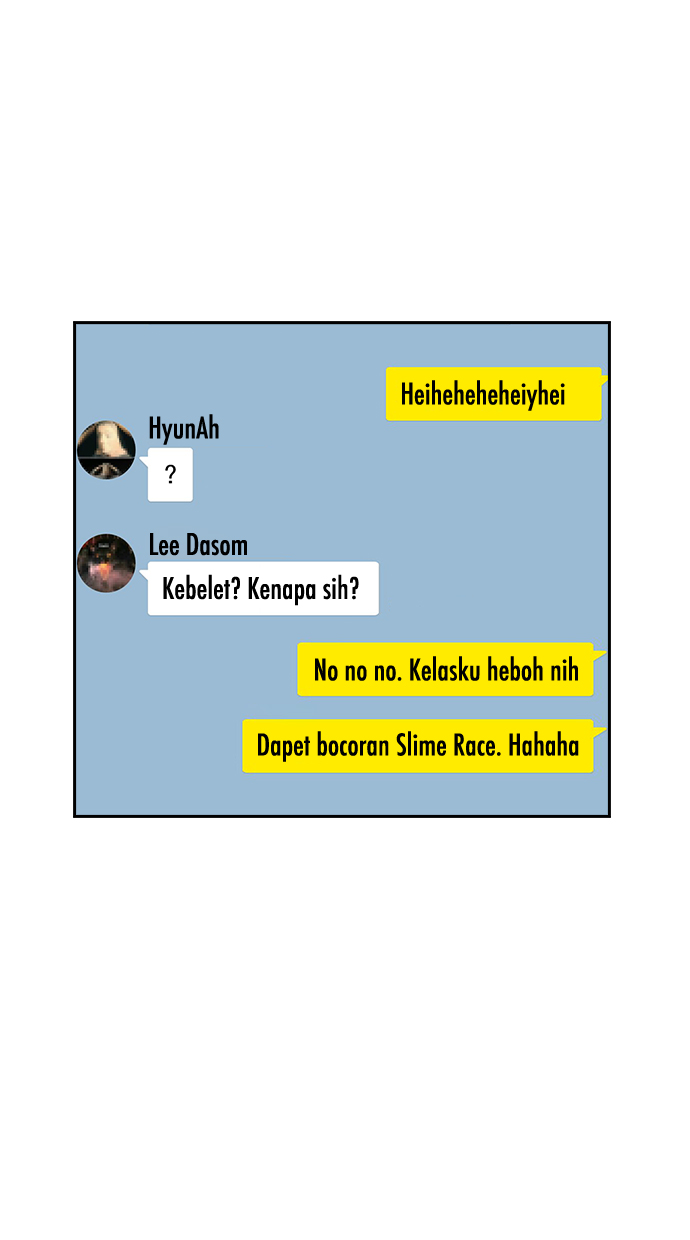 Heiheheheheiyhei
HyunAh
?
Lee Dasom
Kebelet? Kenapa sih?
No no no. Kelasku heboh nih
Dapet bocoran Slime Race. Hahaha